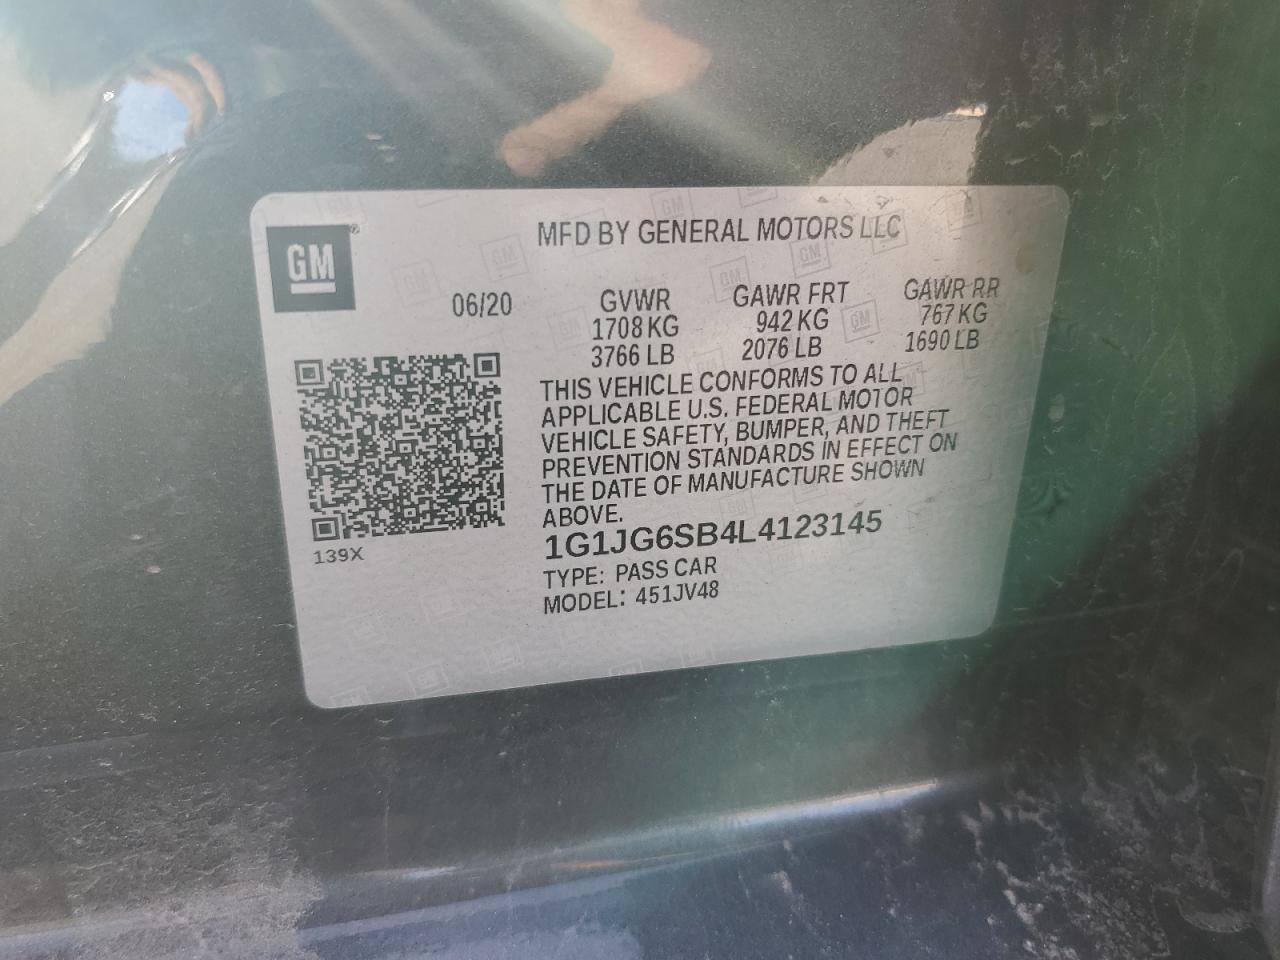 GM
MFD BY GENERAL MOTORS LLC
06/20
GVWR GAWR FRT GAWR RR
1708 KG 942 KG 767 KG
3766 LB 2076 LB 1690 LB
THIS VEHICLE CONFORMS TO ALL
APPLICABLE U.S. FEDERAL MOTOR
VEHICLE SAFETY, BUMPER, AND THEFT
PREVENTION STANDARDS IN EFFECT ON
THE DATE OF MANUFACTURE SHOWN
ABOVE.
1G1JG6SB4L4123145
139X
TYPE: PASS CAR
MODEL: 451JV48